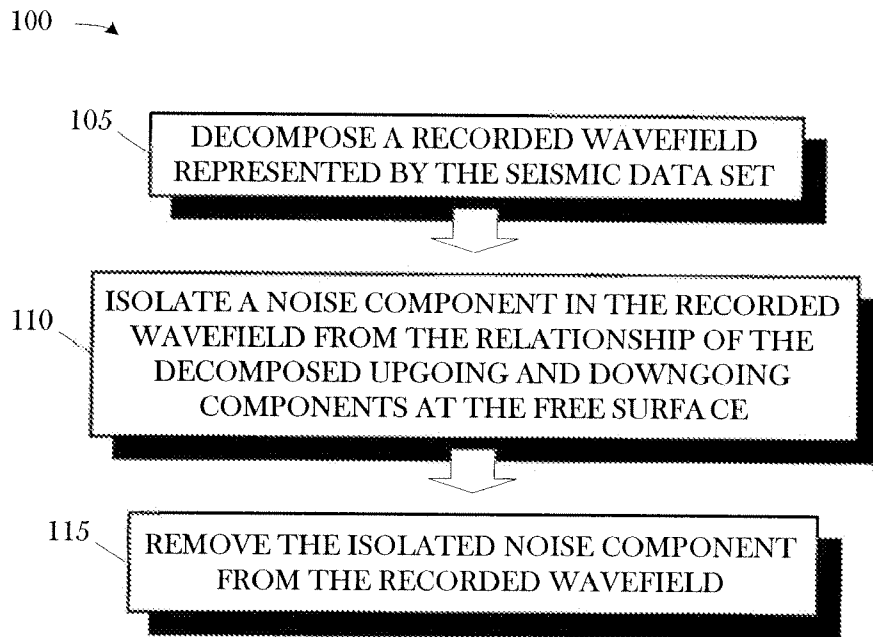 100
105
DECOMPOSE A RECORDED WAVEFIELD
REPRESENTED BY THE SEISMIC DATA SET
110
ISOLATE A NOISE COMPONENT IN THE RECORDED
WAVEFIELD FROM THE RELATIONSHIP OF THE
DECOMPOSED UPGOING AND DOWNGOING
COMPONENTS AT THE FREE SURFACE
115
REMOVE THE ISOLATED NOISE COMPONENT
FROM THE RECORDED WAVEFIELD